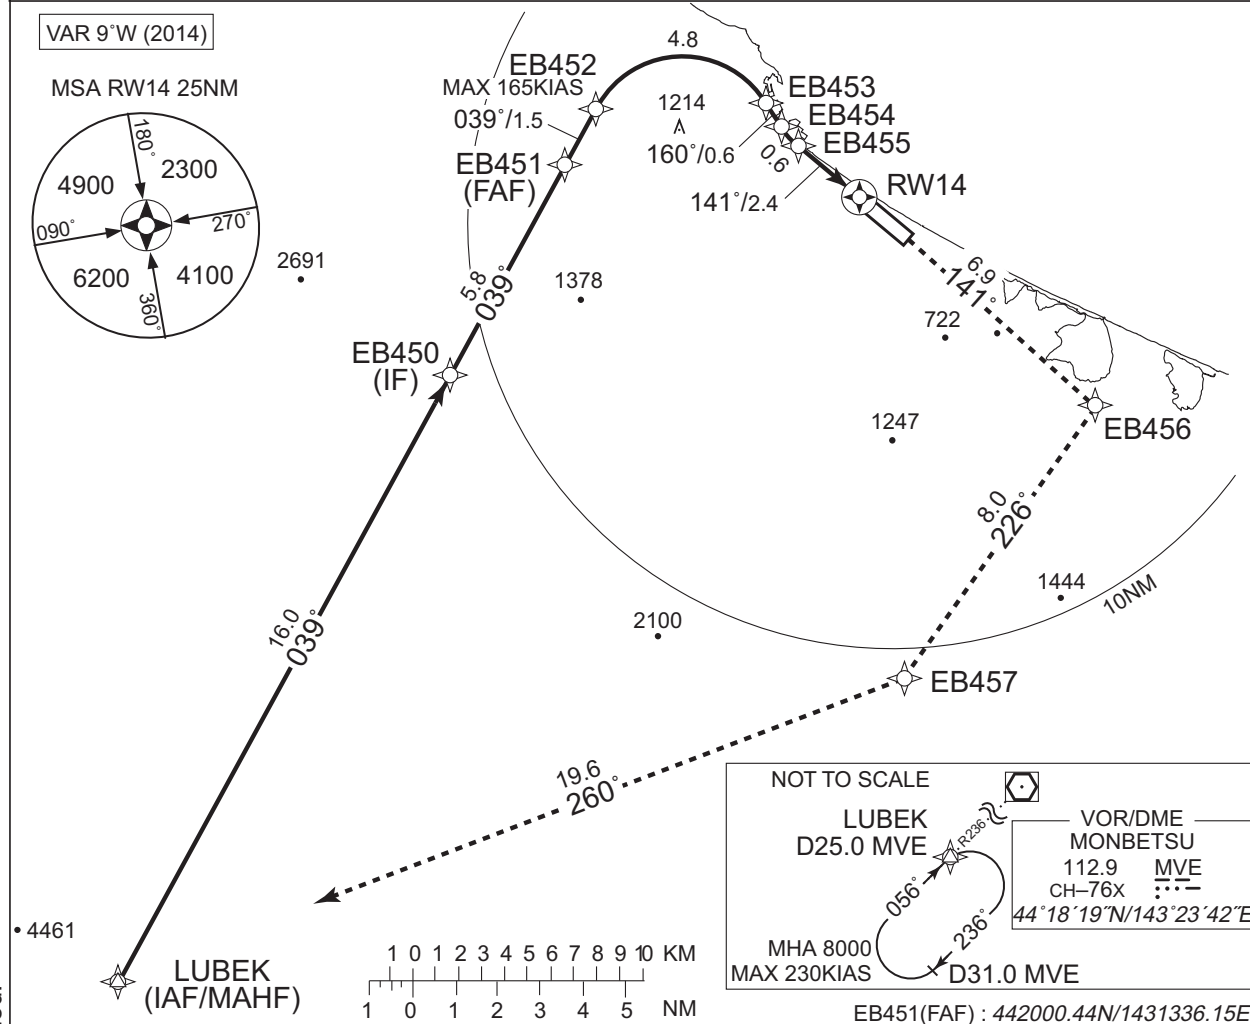 VAR 9°W (2014)
MSA RW14 25NM
180°
4900
2300
090°
270°
6200
4100
360°
2691
EB452
MAX 165KIAS
039°/1.5
EB451
(FAF)
4.8
1214
EB453
EB454
160°/0.6
EB455
0.6
141°/2.4
RW14
5.8
039°
1378
6.9
141°
722
EB450
(IF)
1247
EB456
8.0
226°
1444
10NM
16.0
039°
2100
EB457
19.6
260°
4461
LUBEK
(IAF/MAHF)
1 0 1 2 3 4 5 6 7 8 9 10 KM
1 0 1 2 3 4 5 NM
NOT TO SCALE
LUBEK
D25.0 MVE
R236
056°
236°
MHA 8000
MAX 230KIAS
D31.0 MVE
VOR/DME
MONBETSU
112.9 MVE
CH–76X
44°18´19˝N/143°23´42˝E
EB451(FAF) : 442000.44N/1431336.15E